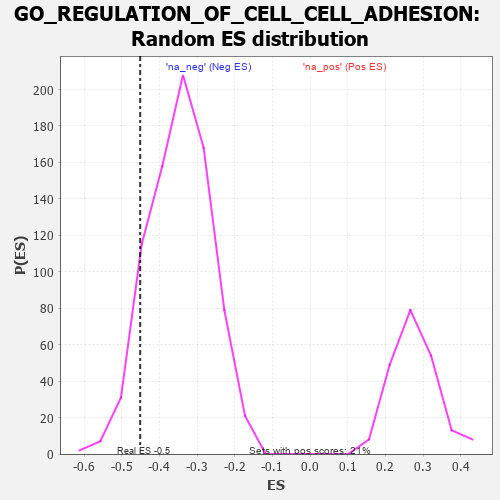 GO_REGULATION_OF_CELL_CELL_ADHESION:
Random ES distribution
'na_neg' (Neg ES) 'na_pos' (Pos ES)
P(ES)
200
180
160
140
120
100
80
60
40
20
0
Real ES -0.5 Sets with pos scores: 21%
-0.6 -0.5 -0.4 -0.3 -0.2 -0.1 0.0 0.1 0.2 0.3 0.4
ES